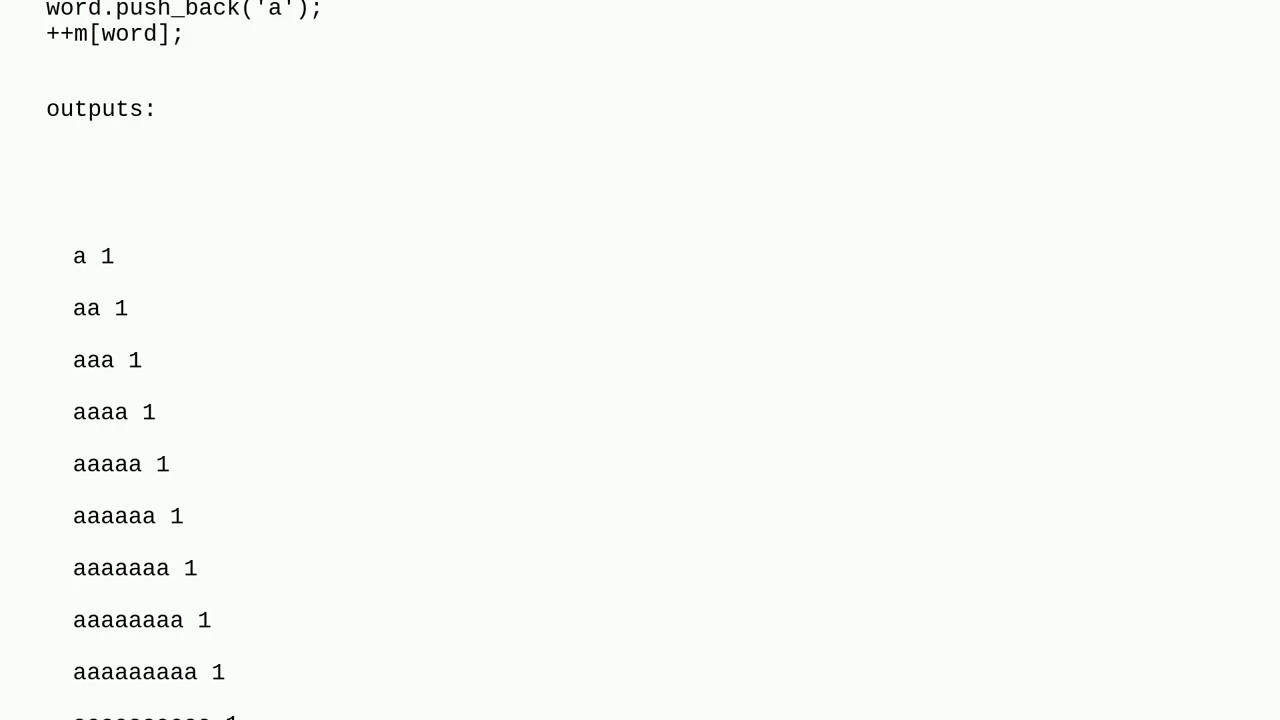 word.push_back('a');
++m[word];
outputs:
a 1
aa 1
aaa 1
aaaa 1
aaaaa 1
aaaaaa 1
aaaaaaa 1
aaaaaaaa 1
aaaaaaaaa 1